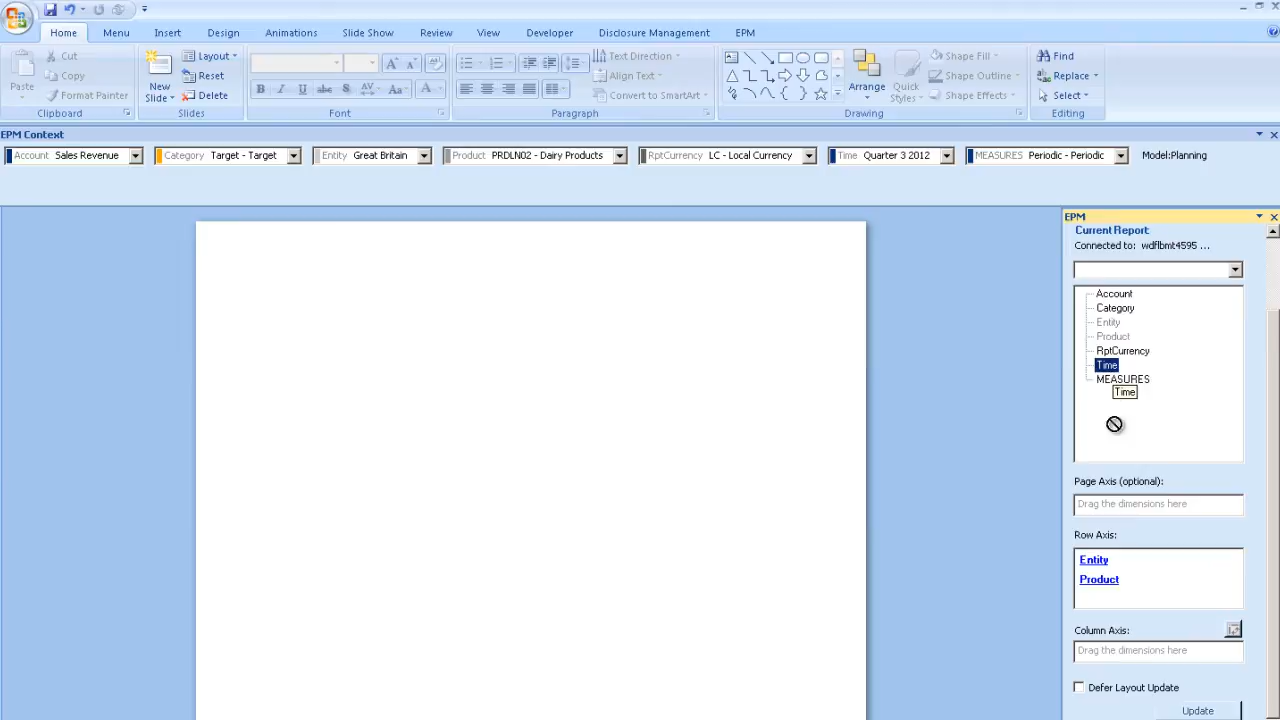 Home Menu Insert Design Animations Slide Show Review View Developer Disclosure Management EPM
Paste Cut Copy Format Painter
Clipboard
New Slide Layout Reset Delete
Slides
B I U abe S AV Aa A
Font
Text Direction Align Text Convert to SmartArt
Paragraph
Arrange Quick Styles Shape Fill Shape Outline Shape Effects
Drawing
Find Replace Select
Editing
EPM Context
Account Sales Revenue Category Target - Target Entity Great Britain Product PRDLN02 - Dairy Products RptCurrency LC - Local Currency Time Quarter 3 2012 MEASURES Periodic - Periodic Model:Planning
EPM
Current Report:
Connected to: wdflbmt4595 ...
Account
Category
Entity
Product
RptCurrency
Time
MEASURES
Time
Page Axis (optional):
Drag the dimensions here
Row Axis:
Entity
Product
Column Axis:
Drag the dimensions here
Defer Layout Update
Update